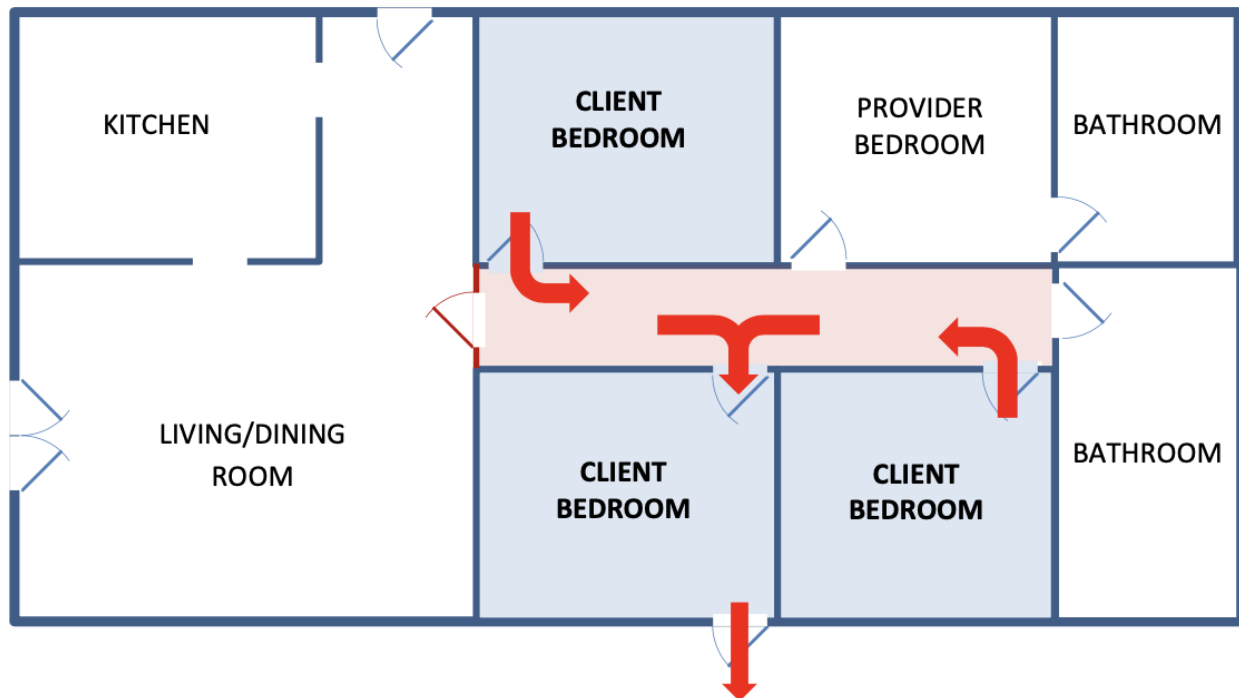 KITCHEN
CLIENT
BEDROOM
PROVIDER
BEDROOM
BATHROOM
LIVING/DINING
ROOM
CLIENT
BEDROOM
CLIENT
BEDROOM
BATHROOM